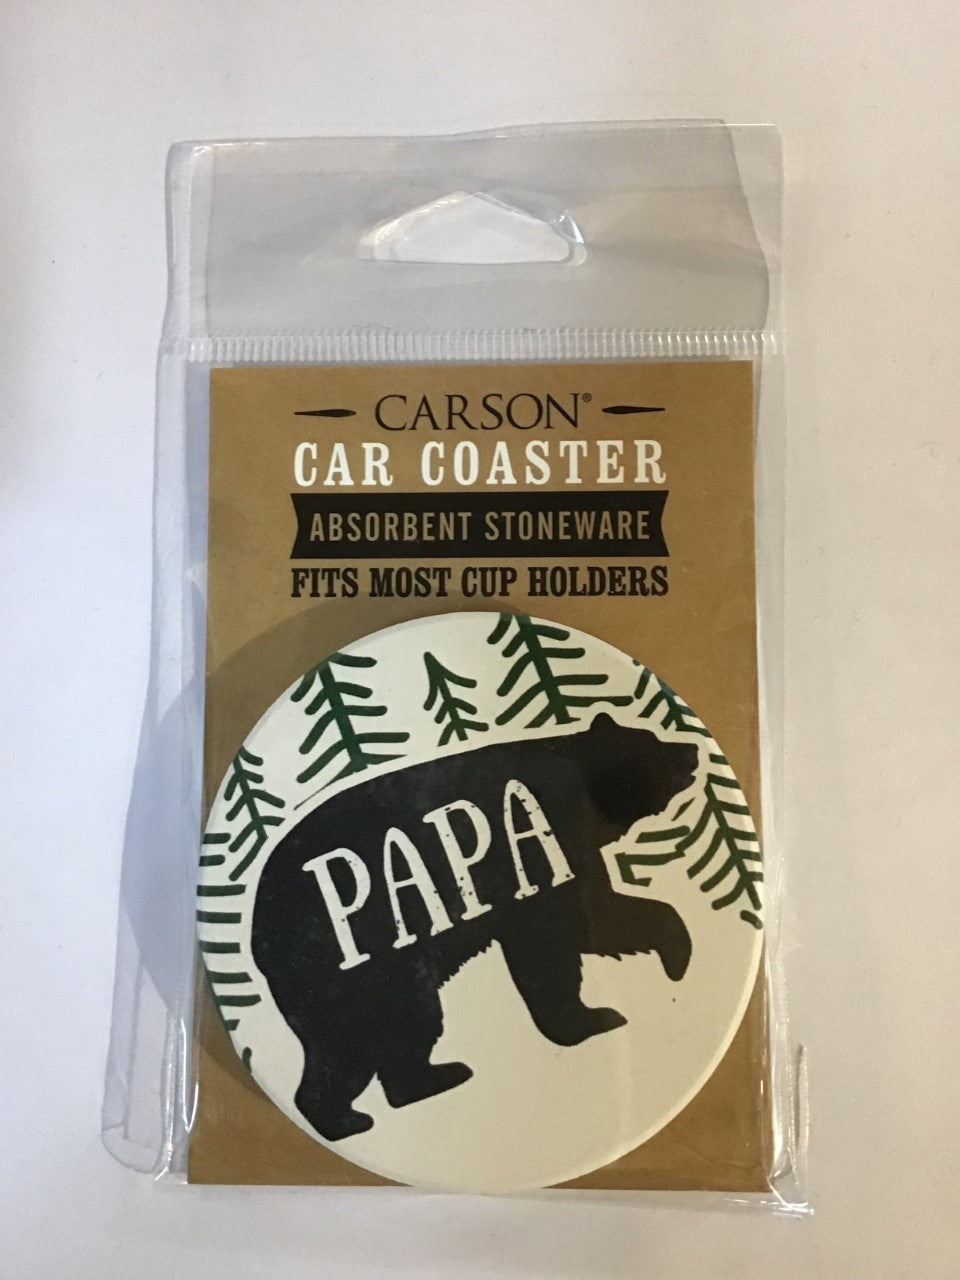 CARSON®
CAR COASTER
ABSORBENT STONEWARE
FITS MOST CUP HOLDERS
PAPA